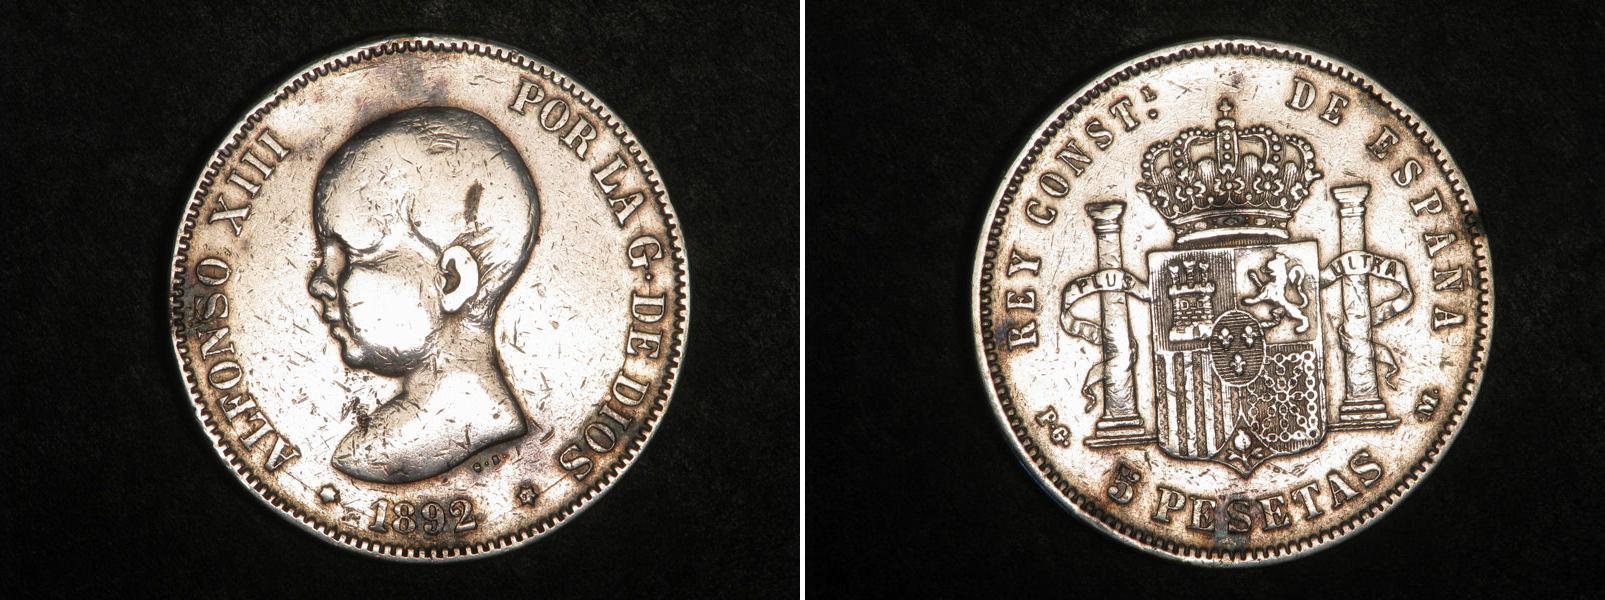 ALFONSO XIII POR LA G. DE DIOS
1892
REY CONST.L DE ESPAÑA
PLUS
ULTRA
5 PESETAS